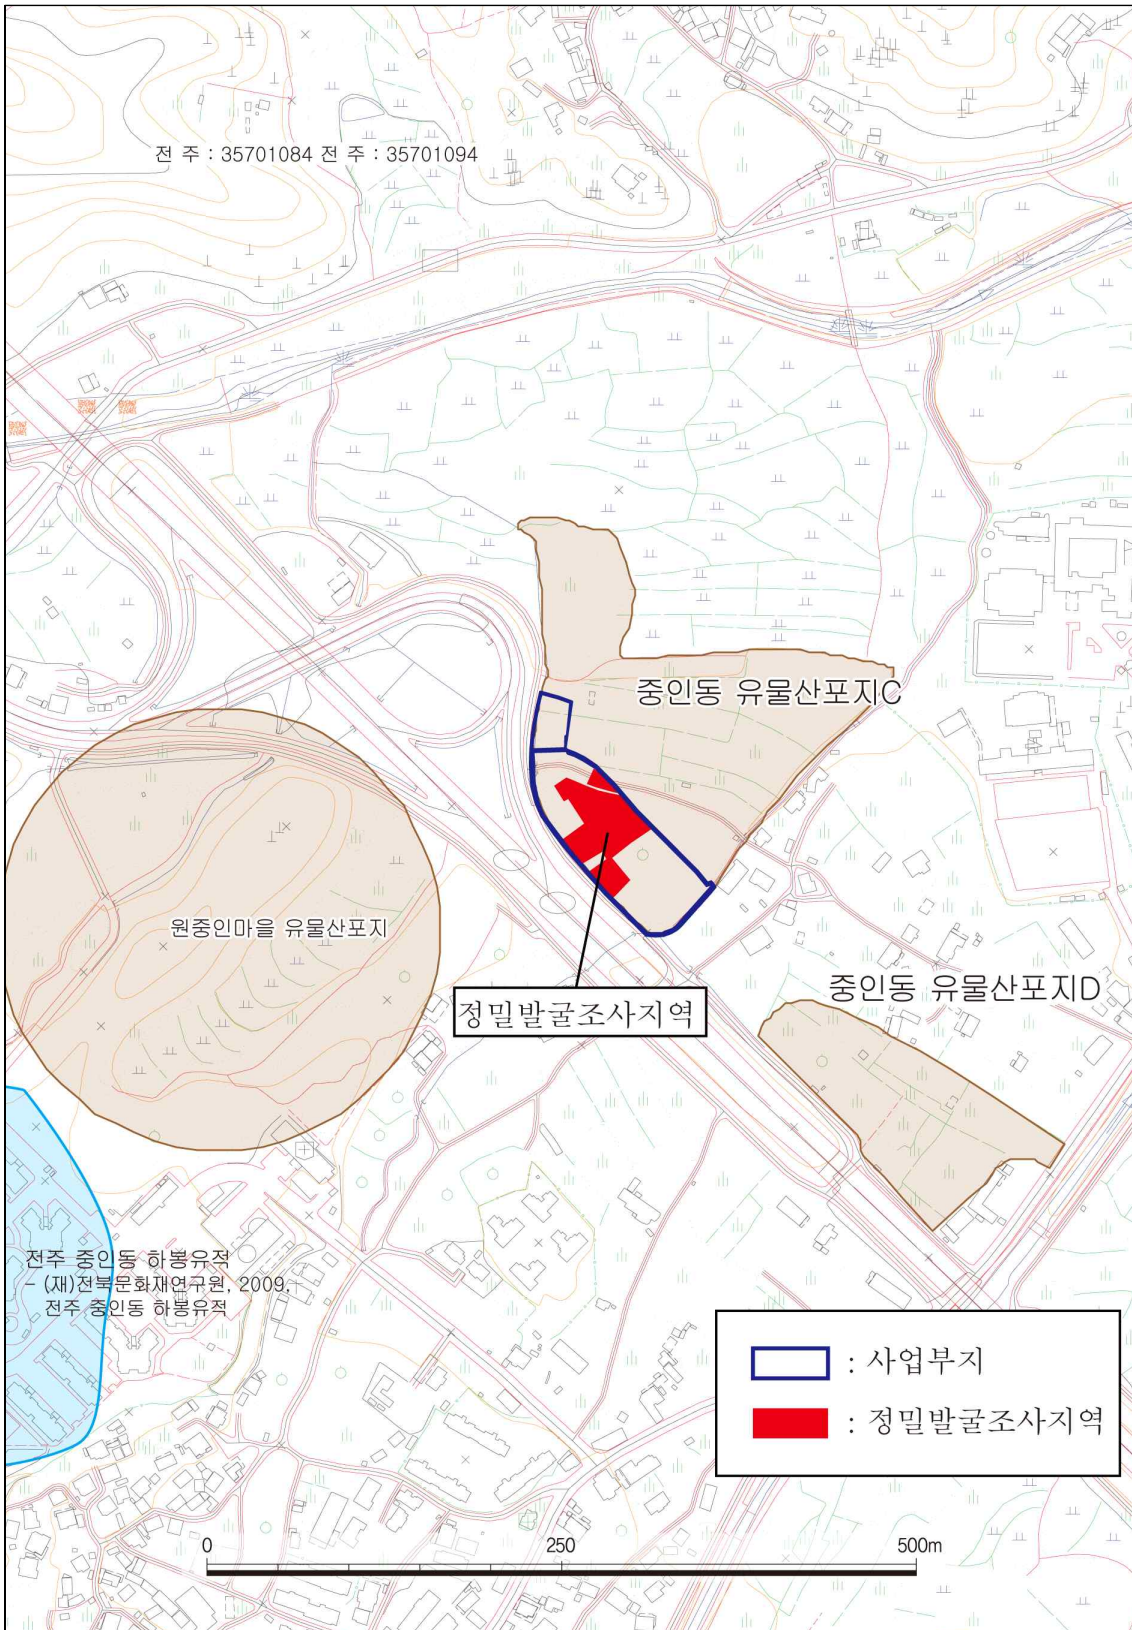 전 주 : 35701084 전 주 : 35701094
중인동 유물산포지C
원중인마을 유물산포지
중인동 유물산포지D
정밀발굴조사지역
전주 중인동 하봉유적
- (재)전북문화재연구원, 2009,
전주 중인동 하봉유적
: 사업부지
: 정밀발굴조사지역
0 250 500m